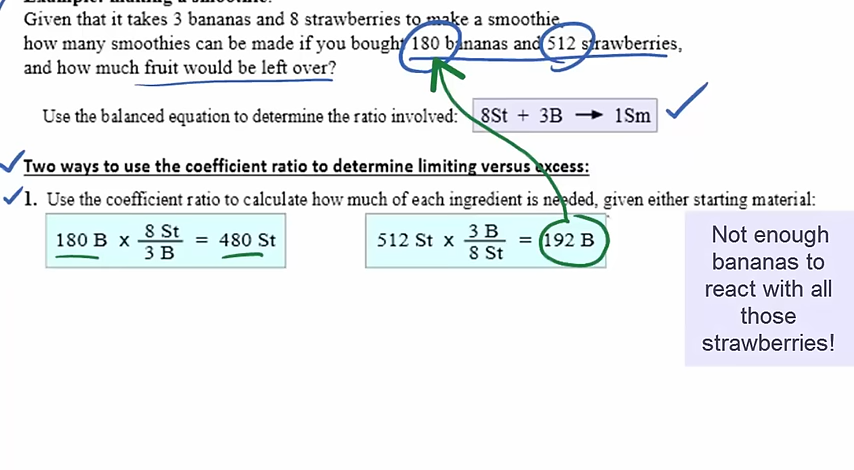 Given that it takes 3 bananas and 8 strawberries to make a smoothie
how many smoothies can be made if you bought 180 bananas and 512 strawberries,
and how much fruit would be left over?
Use the balanced equation to determine the ratio involved: 8St + 3B → 1Sm
Two ways to use the coefficient ratio to determine limiting versus excess:
1. Use the coefficient ratio to calculate how much of each ingredient is needed, given either starting material:
180 B x 8 St / 3 B = 480 St
512 St x 3 B / 8 St = 192 B
Not enough
bananas to
react with all
those
strawberries!